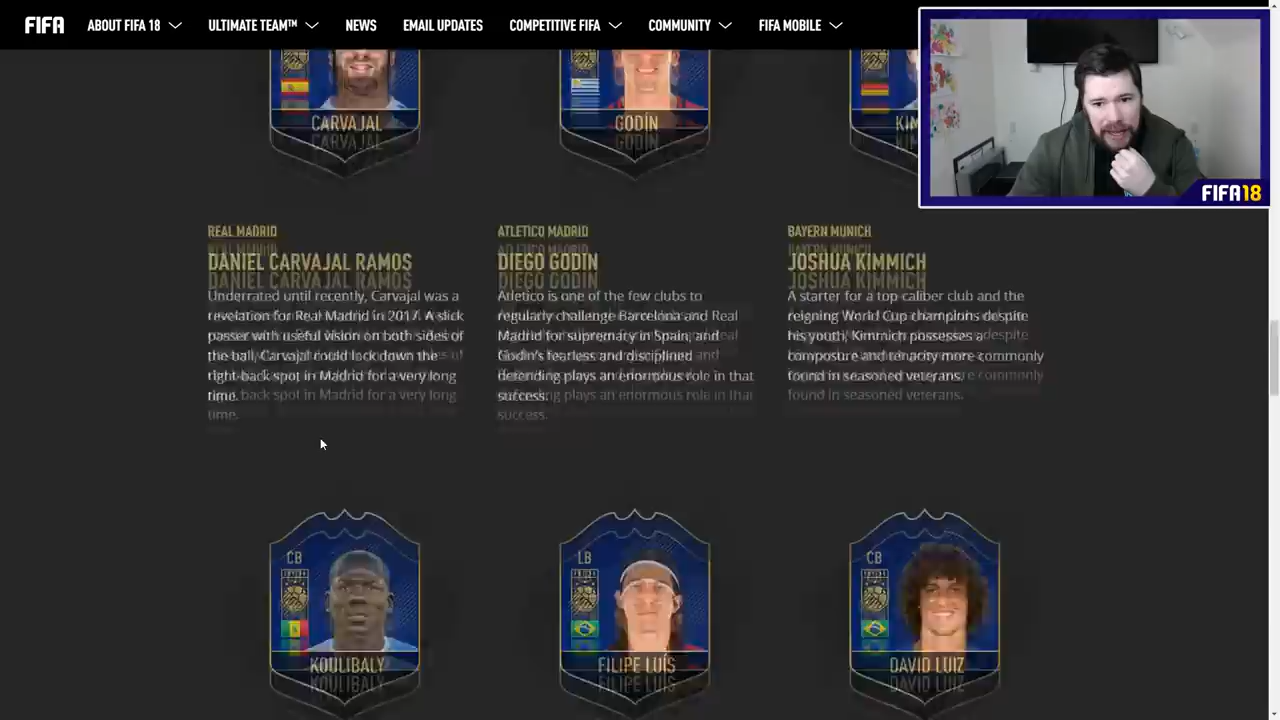 FIFA ABOUT FIFA 18 ULTIMATE TEAM™ NEWS EMAIL UPDATES COMPETITIVE FIFA COMMUNITY FIFA MOBILE
FIFA18
CARVAJAL
GODÍN
KIM
REAL MADRID
DANIEL CARVAJAL RAMOS
Underrated until recently, Carvajal was a
revelation for Real Madrid in 2017. A slick
passer with useful vision on both sides of
the ball, Carvajal could lock down the
right-back spot in Madrid for a very long
time.
ATLETICO MADRID
DIEGO GODIN
Atletico is one of the few clubs to
regularly challenge Barcelona and Real
Madrid for supremacy in Spain, and
Godin's fearless and disciplined
defending plays an enormous role in that
success.
BAYERN MUNICH
JOSHUA KIMMICH
A starter for a top caliber club and the
reigning World Cup champions despite
his youth, Kimmich possesses a
composure and tenacity more commonly
found in seasoned veterans.
CB
KOULIBALY
LB
FILIPE LUÍS
CB
DAVID LUIZ